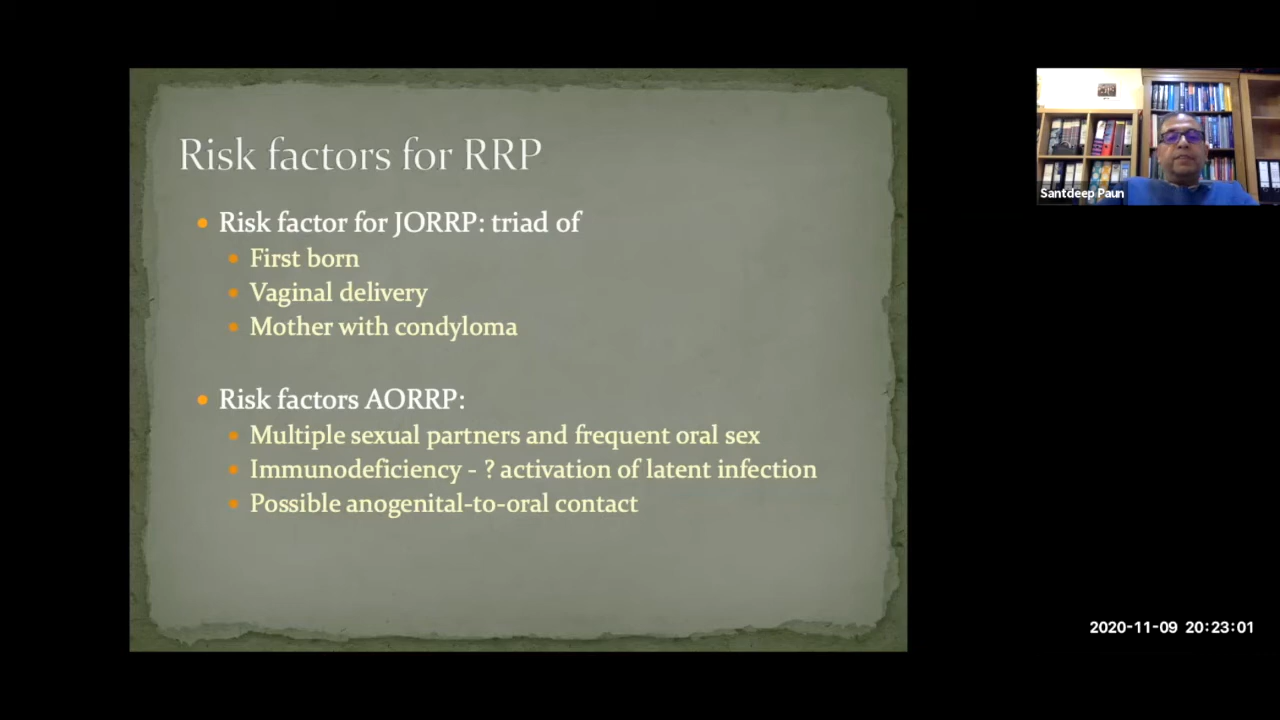 Risk factors for RRP
Risk factor for JORRP: triad of
First born
Vaginal delivery
Mother with condyloma
Risk factors AORRP:
Multiple sexual partners and frequent oral sex
Immunodeficiency - ? activation of latent infection
Possible anogenital-to-oral contact
Santdeep Paun
2020-11-09 20:23:01